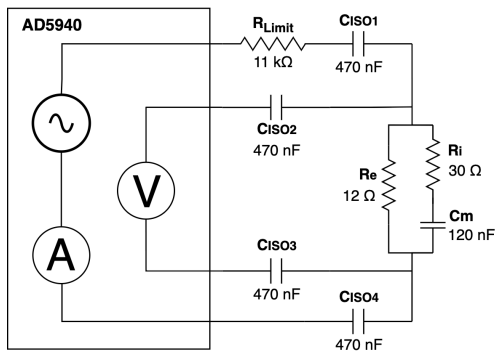 AD5940
RLimit
11 kΩ
CISO1
470 nF
CISO2
470 nF
V
Re
12 Ω
Ri
30 Ω
Cm
120 nF
A
CISO3
470 nF
CISO4
470 nF